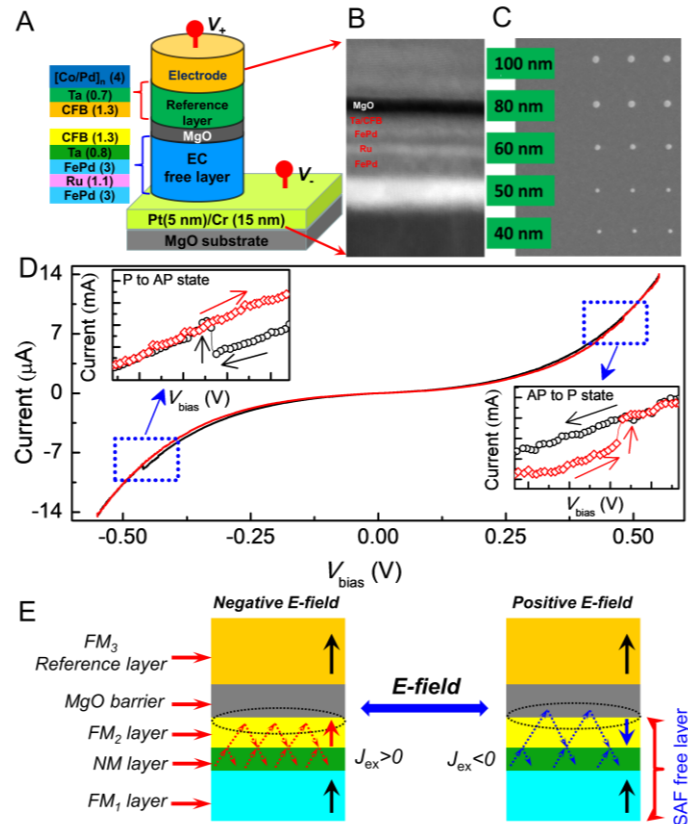 A
V+
[Co/Pd]n (4)
Ta (0.7)
CFB (1.3)
CFB (1.3)
Ta (0.8)
FePd (3)
Ru (1.1)
FePd (3)
Electrode
Reference
layer
MgO
EC
free layer
V-
Pt(5 nm)/Cr (15 nm)
MgO substrate
B
MgO
Ta/CFB
FePd
Ru
FePd
C
100 nm
80 nm
60 nm
50 nm
40 nm
D
Current (μA)
14
7
0
-7
-14
-0.50
-0.25
0.00
0.25
0.50
Vbias (V)
P to AP state
Current (mA)
Vbias (V)
AP to P state
Current (mA)
Vbias (V)
E
Negative E-field
Positive E-field
FM3
Reference layer
MgO barrier
FM2 layer
NM layer
FM1 layer
E-field
Jex>0
Jex<0
SAF free layer